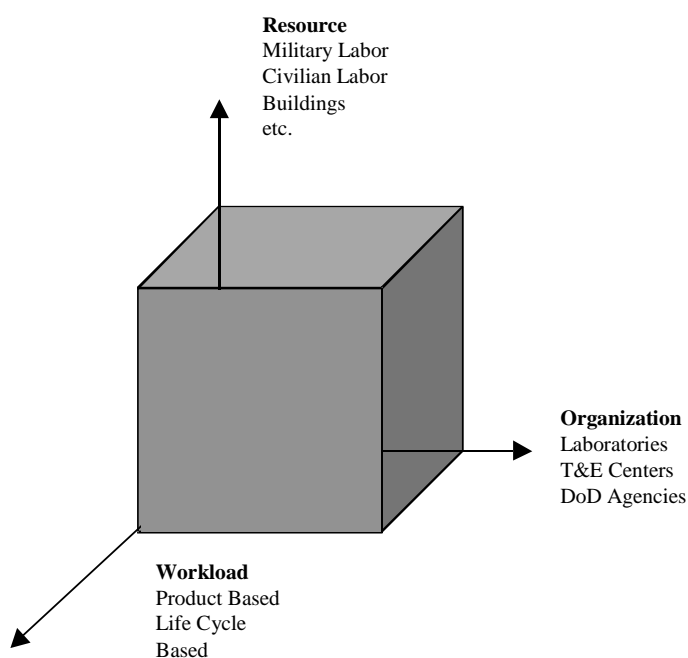 Resource
Military Labor
Civilian Labor
Buildings
etc.
Organization
Laboratories
T&E Centers
DoD Agencies
Workload
Product Based
Life Cycle
Based